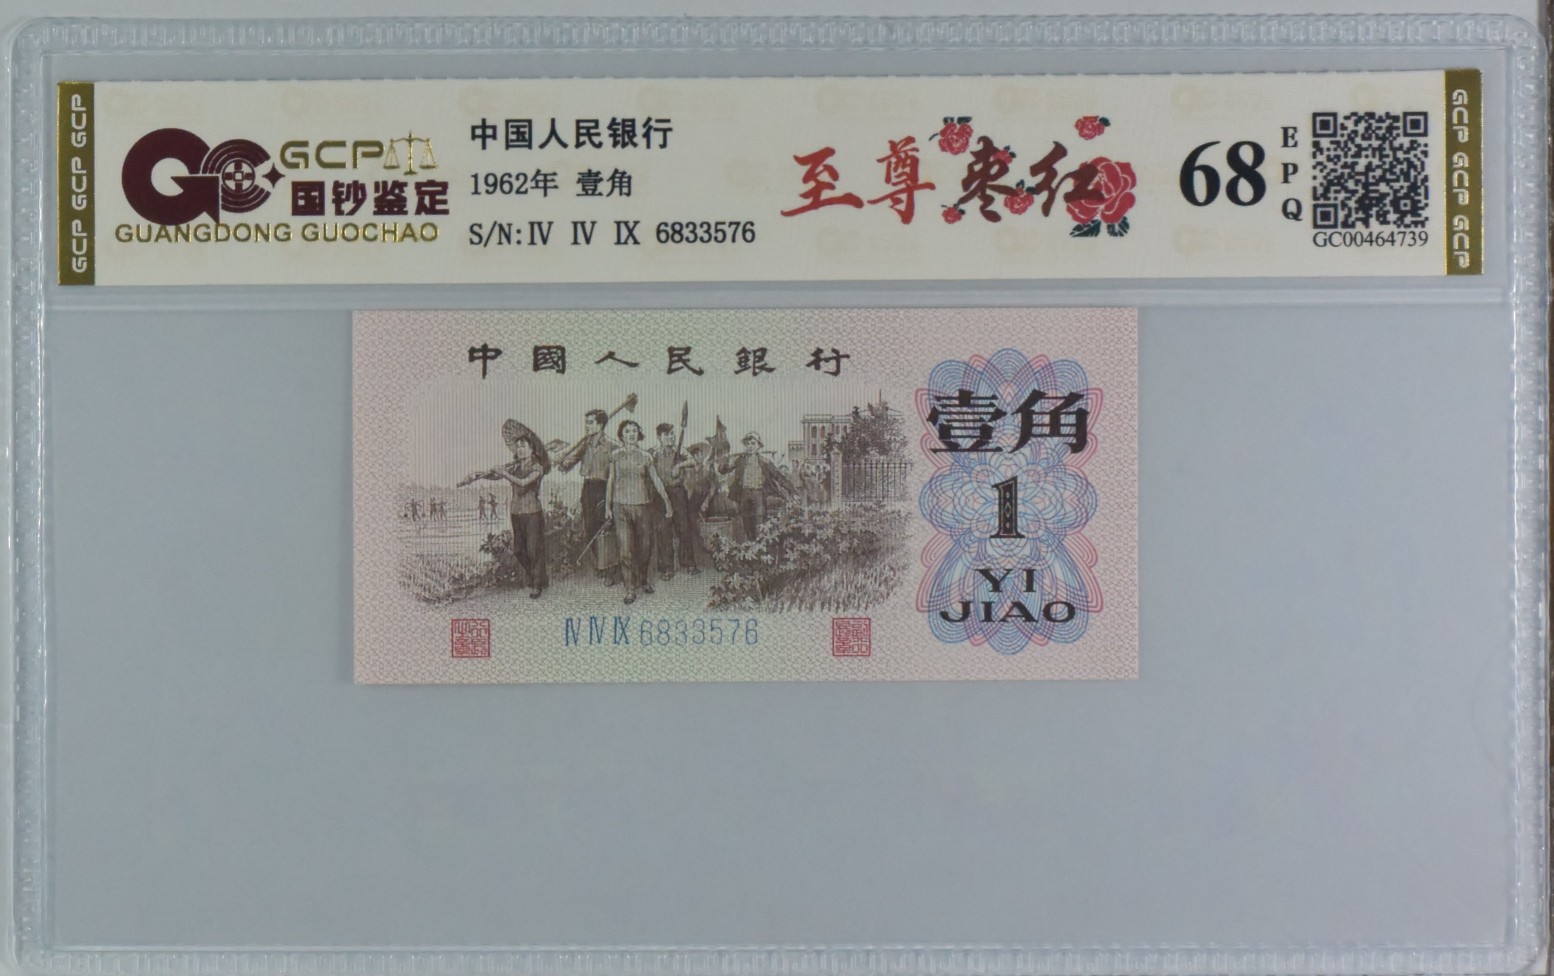 GCP GCP GCP
GCP
国钞鉴定
GUANGDONG GUOCHAO
中国人民银行
1962年 壹角
S/N:Ⅳ Ⅳ Ⅸ 6833576
至尊枣红
68
EPQ
GC00464739
GCP GCP GCP
中國人民銀行
壹角
1
YI
JIAO
Ⅳ Ⅳ Ⅸ 6833576